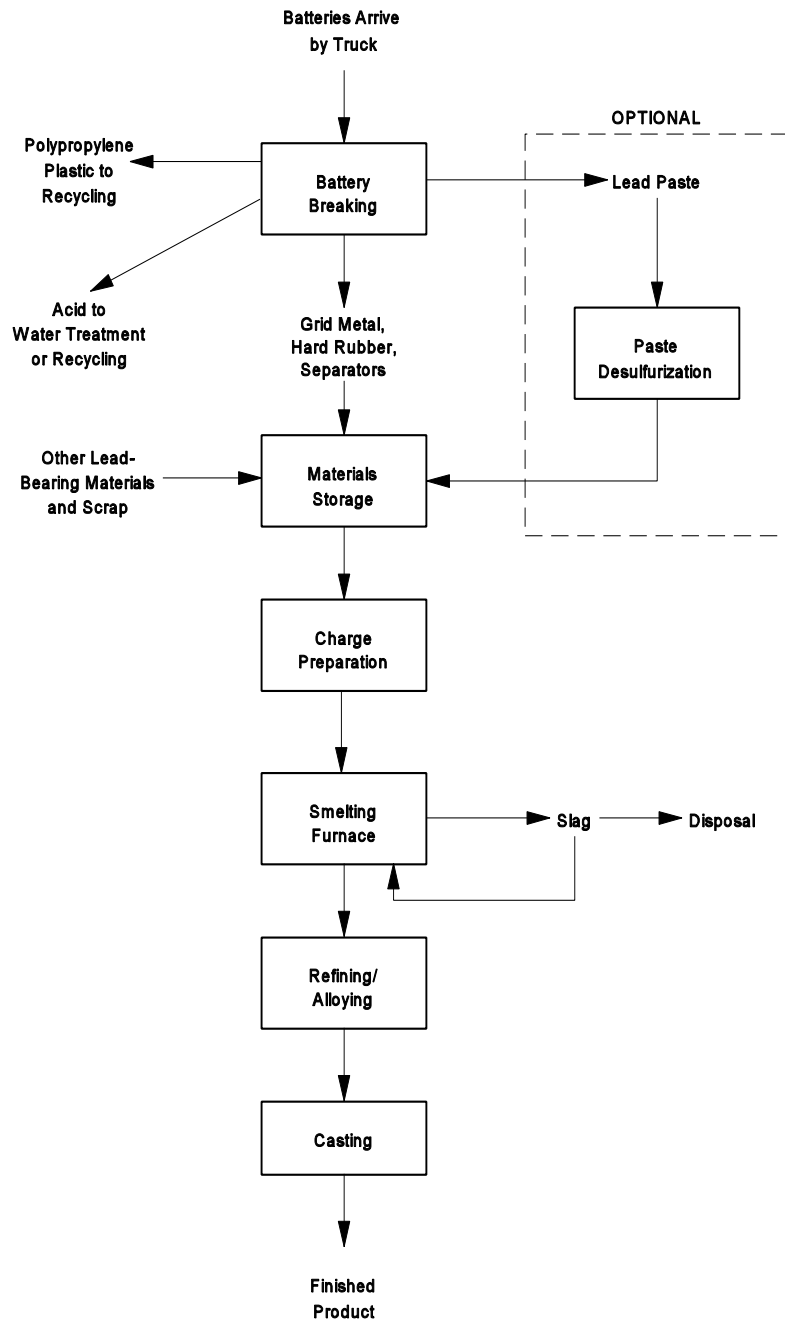 Batteries Arrive
by Truck
OPTIONAL
Polypropylene
Plastic to
Recycling
Battery
Breaking
Lead Paste
Acid to
Water Treatment
or Recycling
Grid Metal,
Hard Rubber,
Separators
Paste
Desulfurization
Other Lead-
Bearing Materials
and Scrap
Materials
Storage
Charge
Preparation
Smelting
Furnace
Slag
Disposal
Refining/
Alloying
Casting
Finished
Product